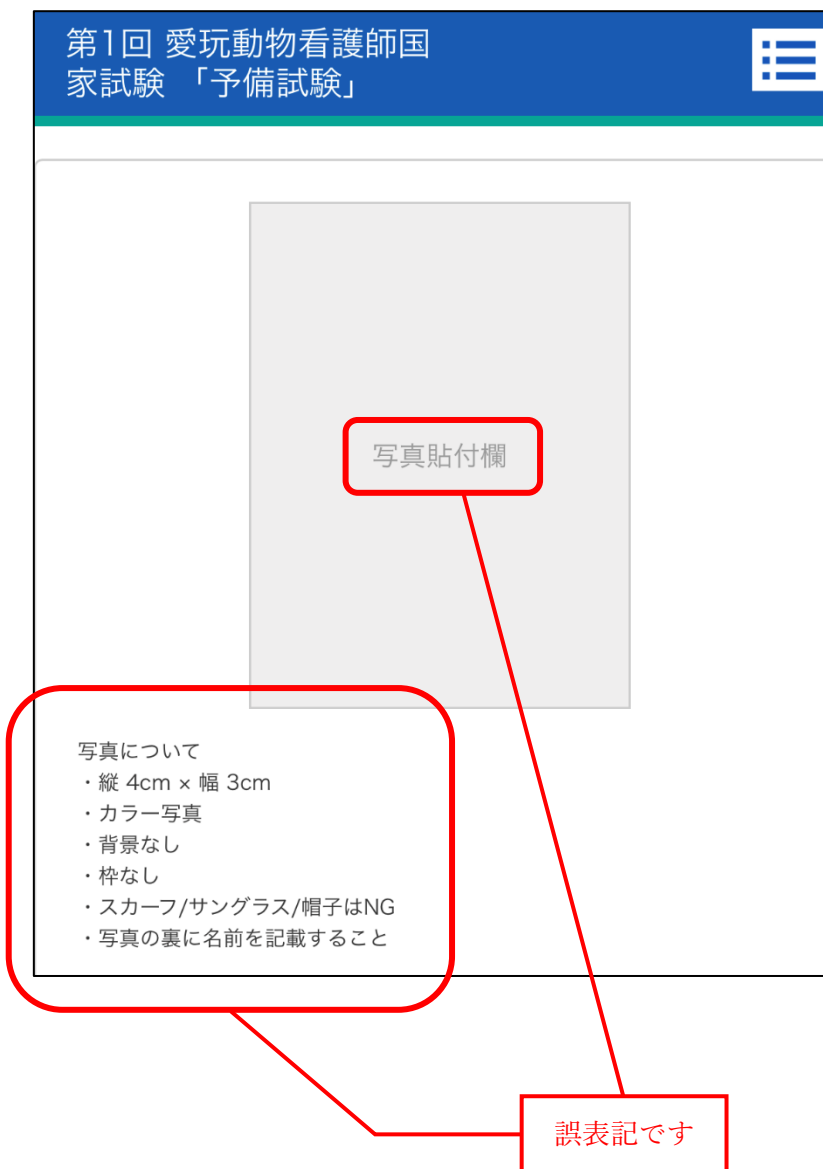 第1回 愛玩動物看護師国
家試験 「予備試験」
写真貼付欄
写真について
・縦 4cm × 幅 3cm
・カラー写真
・背景なし
・枠なし
・スカーフ/サングラス/帽子はNG
・写真の裏に名前を記載すること
誤表記です